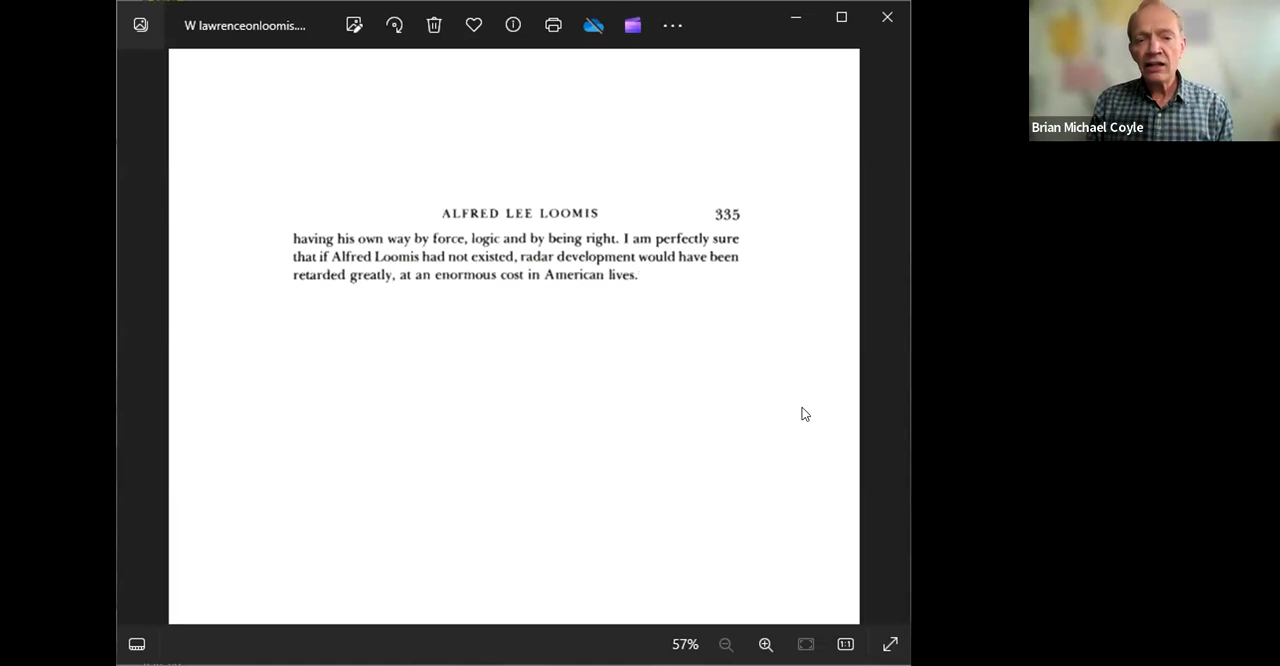 W lawrenceonloomis....
Brian Michael Coyle
ALFRED LEE LOOMIS 335
having his own way by force, logic and by being right. I am perfectly sure
that if Alfred Loomis had not existed, radar development would have been
retarded greatly, at an enormous cost in American lives.
57%
1:1